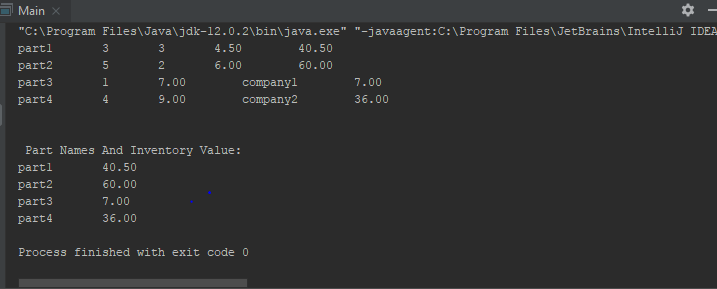 Main
"C:\Program Files\Java\jdk-12.0.2\bin\java.exe" "-javaagent:C:\Program Files\JetBrains\IntelliJ IDEA
part1 3 3 4.50 40.50
part2 5 2 6.00 60.00
part3 1 7.00 company1 7.00
part4 4 9.00 company2 36.00
Part Names And Inventory Value:
part1 40.50
part2 60.00
part3 7.00
part4 36.00
Process finished with exit code 0